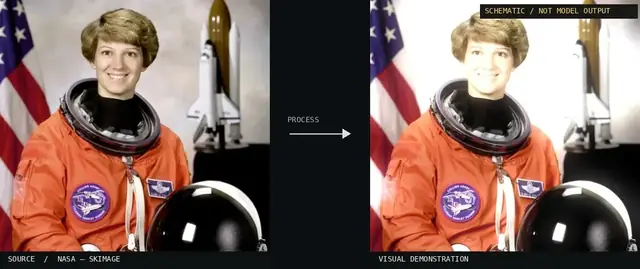 SCHEMATIC / NOT MODEL OUTPUT
PROCESS
SOURCE / NASA — SKIMAGE
VISUAL DEMONSTRATION